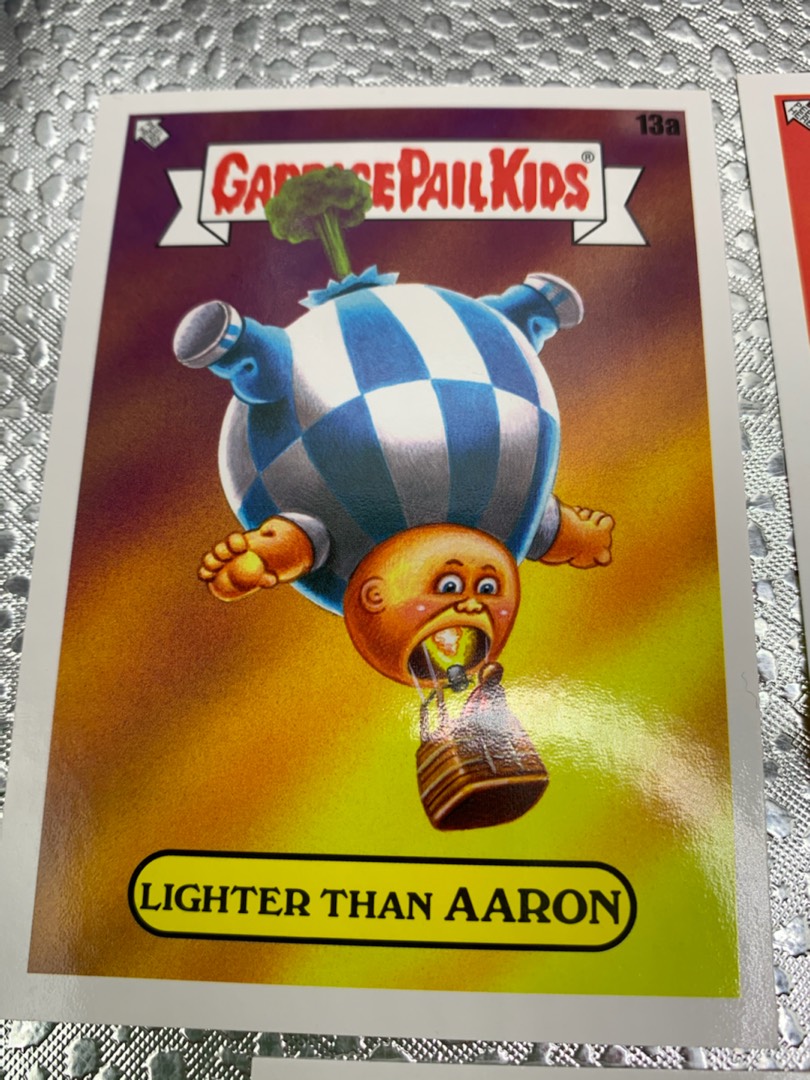 13a
GARBAGE PAIL KIDS®
LIGHTER THAN AARON